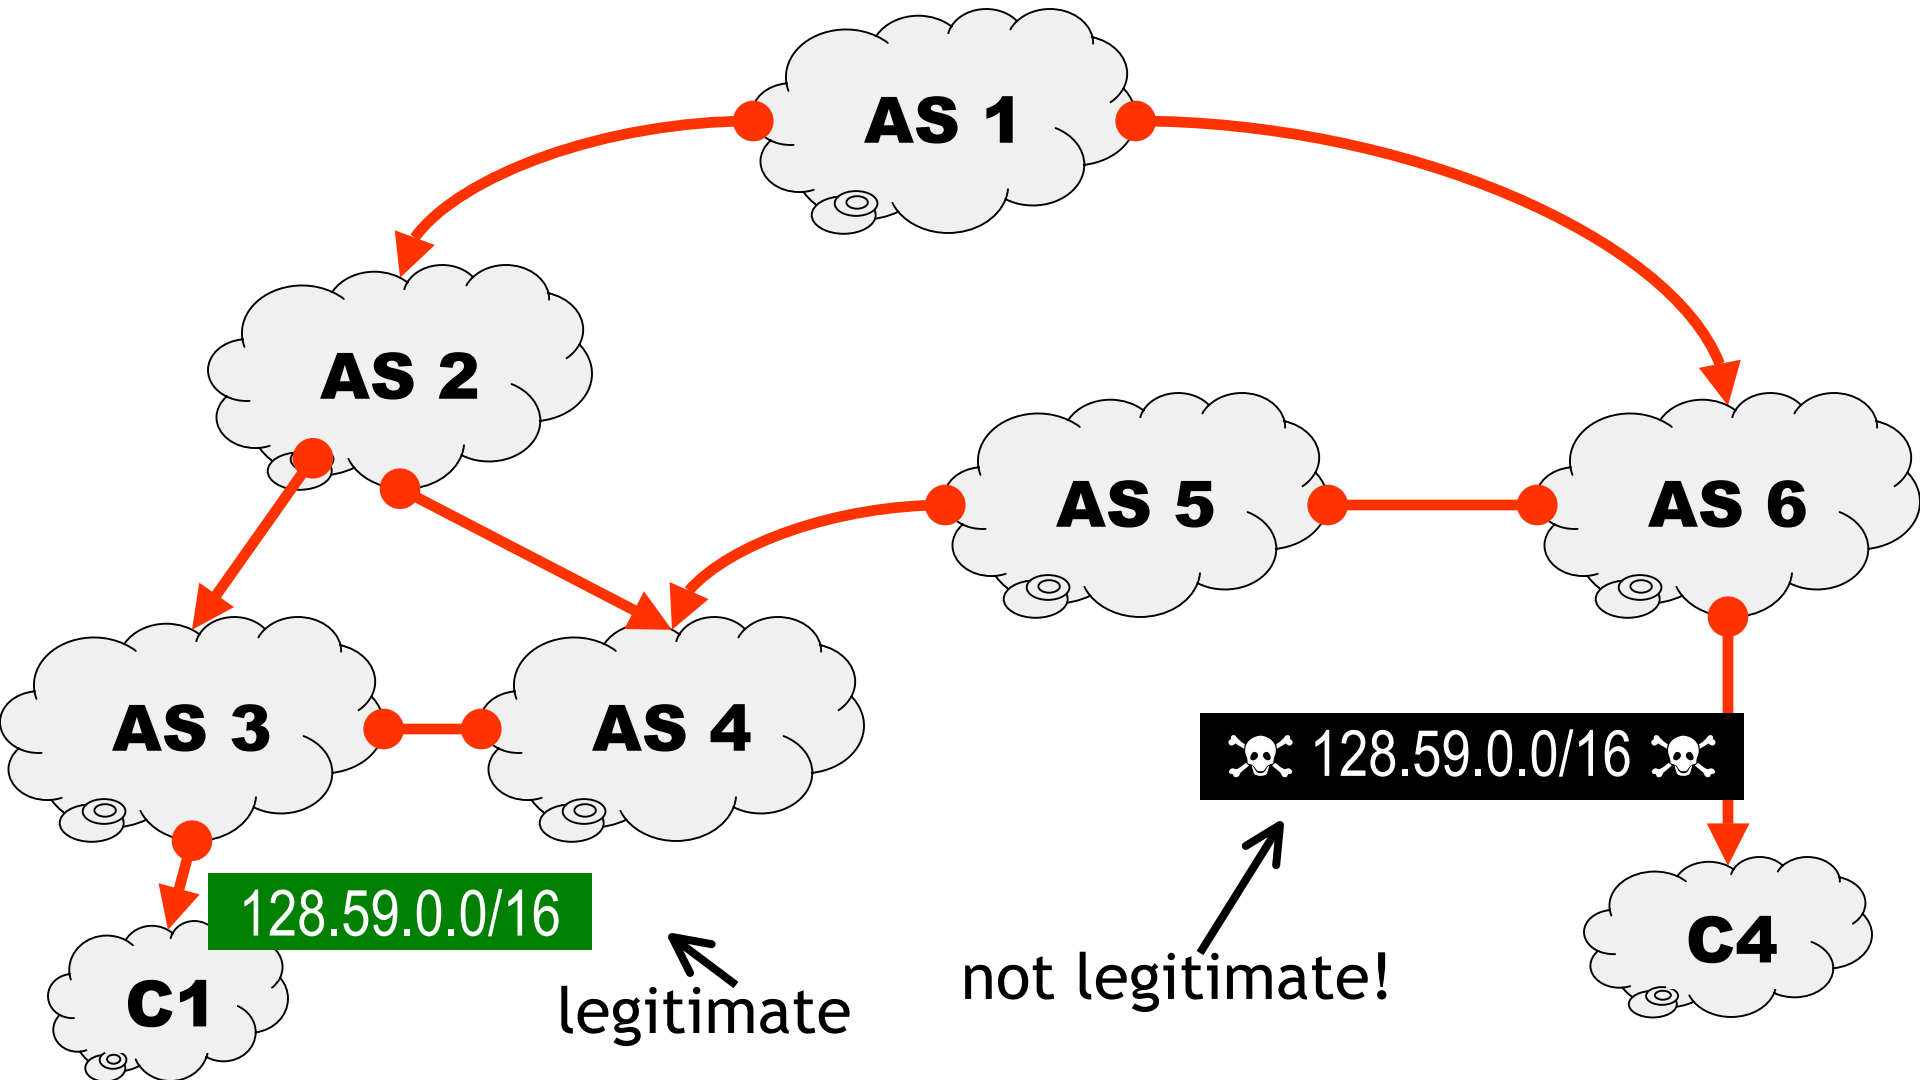 AS 1
AS 2
AS 5
AS 6
AS 3
AS 4
☠ 128.59.0.0/16 ☠
128.59.0.0/16
C4
not legitimate!
C1
legitimate